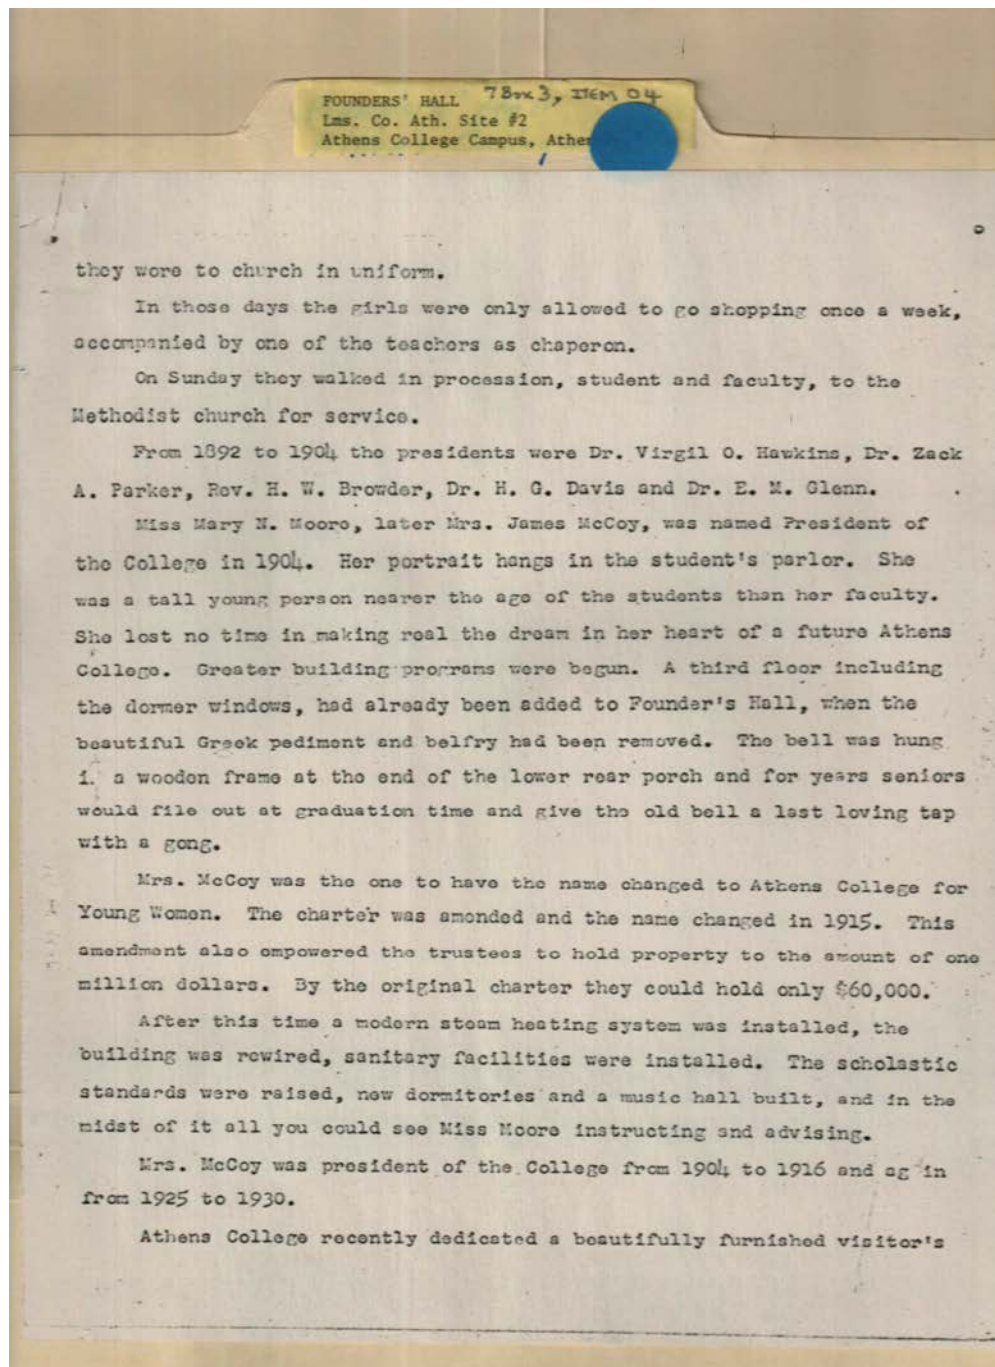 FOUNDERS' HALL 7 Box 3, ITEM 04
Lms. Co. Ath. Site #2
Athens College Campus, Athen
they wore to church in uniform.
In those days the girls were only allowed to go shopping once a week,
accompanied by one of the teachers as chaperon.
On Sunday they walked in procession, student and faculty, to the
Methodist church for service.
From 1892 to 1904 the presidents were Dr. Virgil O. Hawkins, Dr. Zack
A. Parker, Rev. H. W. Browder, Dr. H. G. Davis and Dr. E. M. Glenn.
Miss Mary N. Moore, later Mrs. James McCoy, was named President of
the College in 1904. Her portrait hangs in the student's parlor. She
was a tall young person nearer the age of the students than her faculty.
She lost no time in making real the dream in her heart of a future Athens
College. Greater building programs were begun. A third floor including
the dormer windows, had already been added to Founder's Hall, when the
beautiful Greek pediment and belfry had been removed. The bell was hung
i. a wooden frame at the end of the lower rear porch and for years seniors
would file out at graduation time and give the old bell a last loving tap
with a gong.
Mrs. McCoy was the one to have the name changed to Athens College for
Young Women. The charter was amended and the name changed in 1915. This
amendment also empowered the trustees to hold property to the amount of one
million dollars. By the original charter they could hold only $60,000.
After this time a modern steam heating system was installed, the
building was rewired, sanitary facilities were installed. The scholastic
standards were raised, new dormitories and a music hall built, and in the
midst of it all you could see Miss Moore instructing and advising.
Mrs. McCoy was president of the College from 1904 to 1916 and ag in
from 1925 to 1930.
Athens College recently dedicated a beautifully furnished visitor's